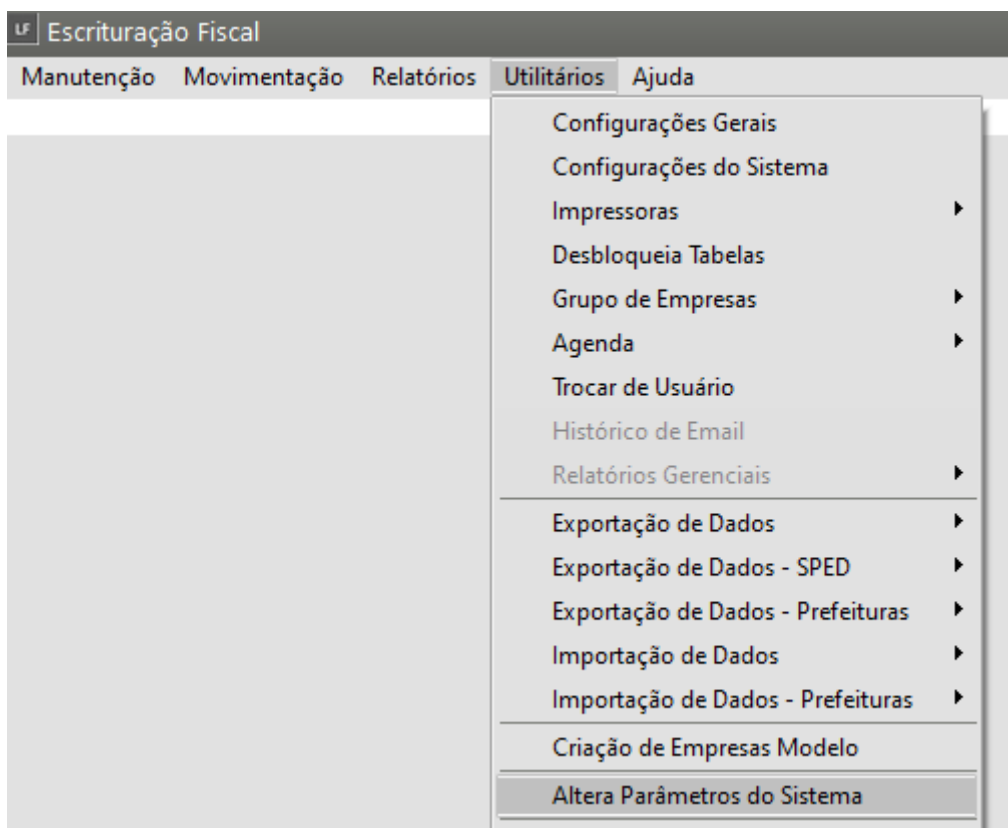 LF Escrituração Fiscal
Manutenção Movimentação Relatórios Utilitários Ajuda
Configurações Gerais
Configurações do Sistema
Impressoras
Desbloqueia Tabelas
Grupo de Empresas
Agenda
Trocar de Usuário
Histórico de Email
Relatórios Gerenciais
Exportação de Dados
Exportação de Dados - SPED
Exportação de Dados - Prefeituras
Importação de Dados
Importação de Dados - Prefeituras
Criação de Empresas Modelo
Altera Parâmetros do Sistema